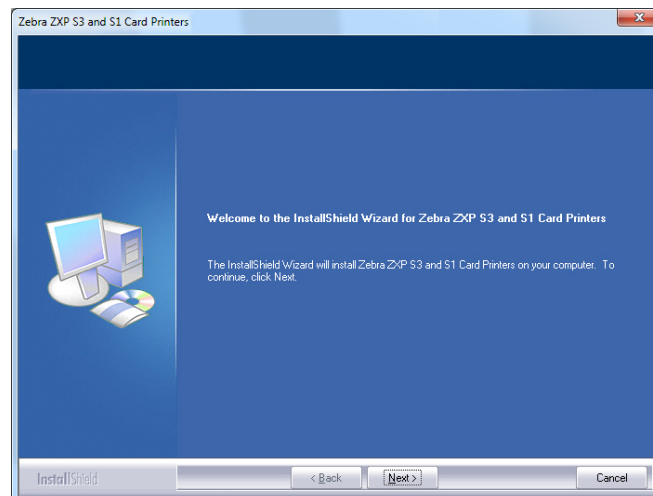 Zebra ZXP S3 and S1 Card Printers
Welcome to the InstallShield Wizard for Zebra ZXP S3 and S1 Card Printers
The InstallShield Wizard will install Zebra ZXP S3 and S1 Card Printers on your computer. To
continue, click Next.
InstallShield
< Back
Next >
Cancel